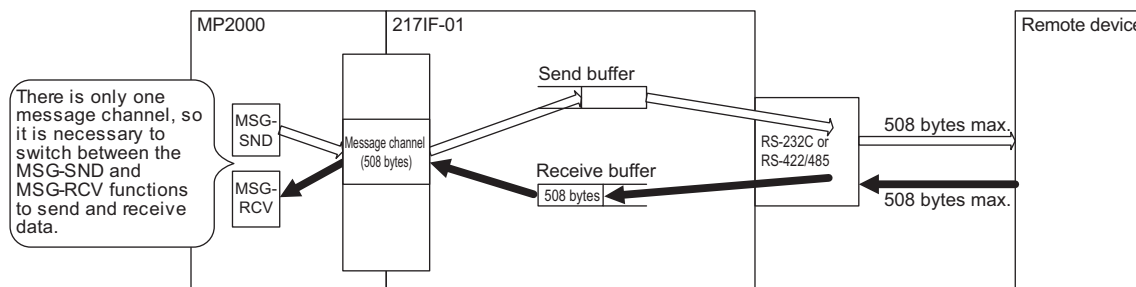 MP2000
217IF-01
Remote device
There is only one
message channel, so
it is necessary to
switch between the
MSG-SND and
MSG-RCV functions
to send and receive
data.
MSG-
SND
MSG-
RCV
Message channel
(508 bytes)
Send buffer
Receive buffer
508 bytes
RS-232C or
RS-422/485
508 bytes max.
508 bytes max.